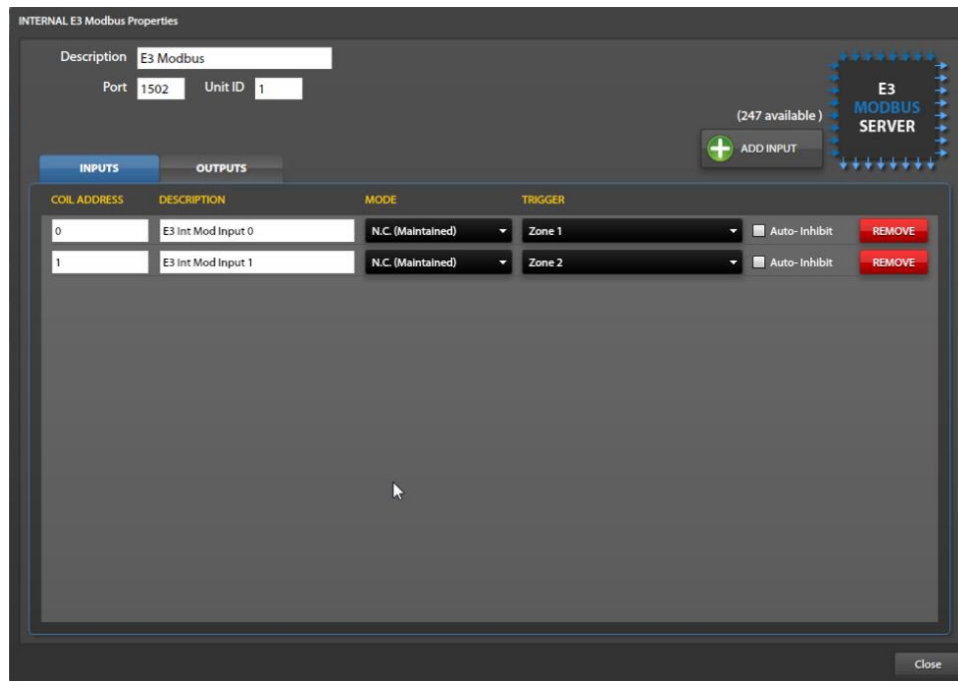 INTERNAL E3 Modbus Properties
Description E3 Modbus
Port 1502 Unit ID 1
E3
MODBUS
SERVER
(247 available )
ADD INPUT
INPUTS OUTPUTS
COIL ADDRESS DESCRIPTION MODE TRIGGER
0 E3 Int Mod Input 0 N.C. (Maintained) Zone 1 Auto- Inhibit REMOVE
1 E3 Int Mod Input 1 N.C. (Maintained) Zone 2 Auto- Inhibit REMOVE
Close